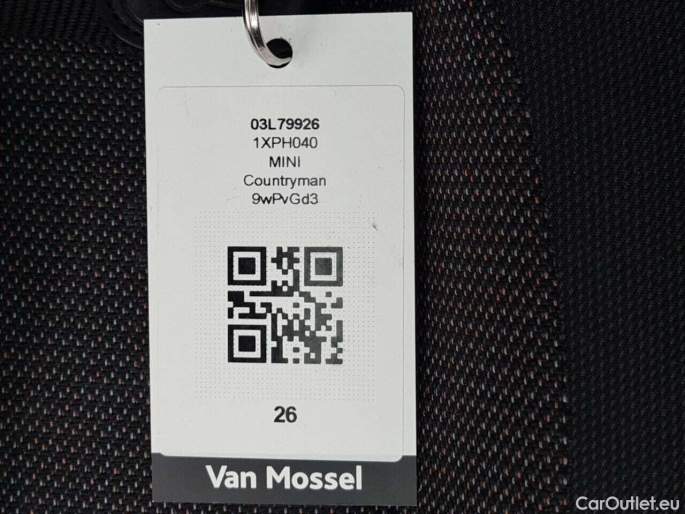 03L79926
1XPH040
MINI
Countryman
9wPvGd3
26
Van Mossel
CarOutlet.eu